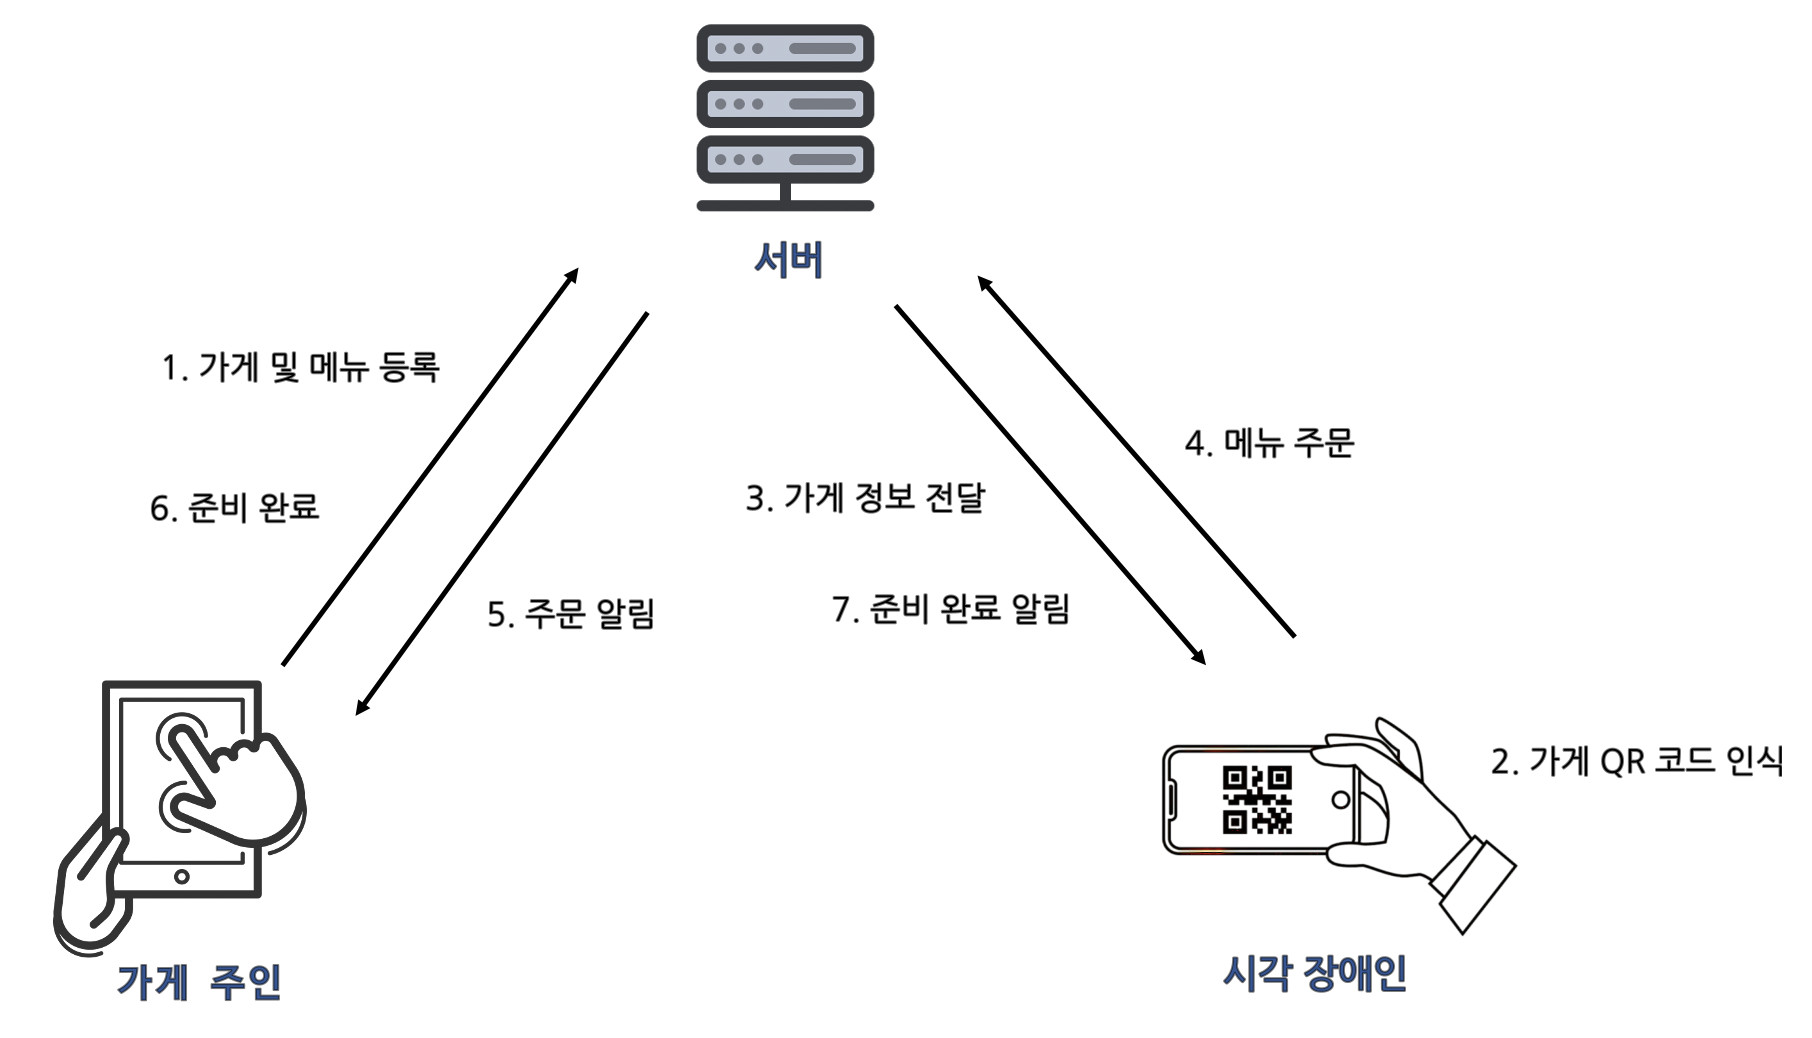 서버
1. 가게 및 메뉴 등록
4. 메뉴 주문
6. 준비 완료
3. 가게 정보 전달
5. 주문 알림
7. 준비 완료 알림
2. 가게 QR 코드 인식
가게 주인
시각 장애인